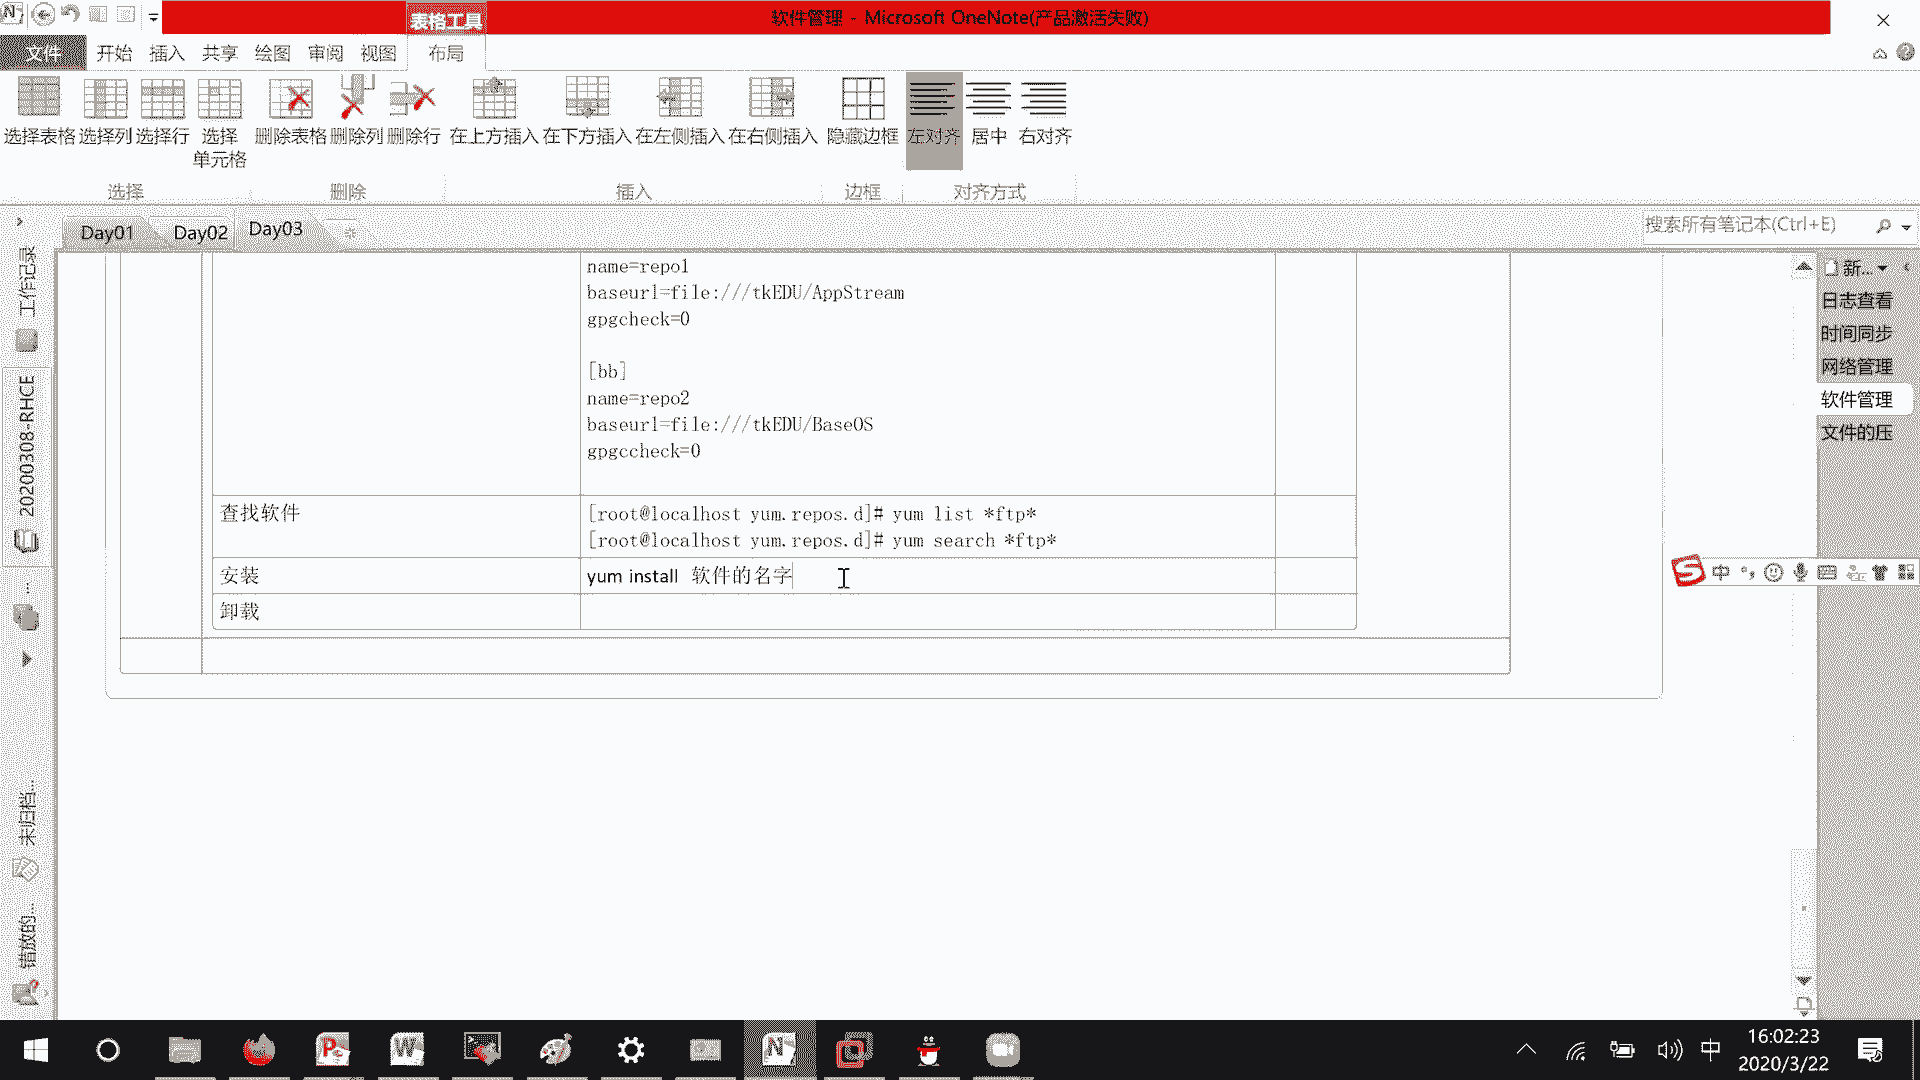 表格工具
软件管理 - Microsoft OneNote(产品激活失败)
文件 开始 插入 共享 绘图 审阅 视图 布局
选择表格 选择列 选择行 选择单元格 删除表格 删除列 删除行 在上方插入 在下方插入 在左侧插入 在右侧插入 隐藏边框 左对齐 居中 右对齐
选择 删除 插入 边框 对齐方式
Day01 Day02 Day03
搜索所有笔记本(Ctrl+E)
工作记录
20200308-RHCE
未归档...
错放的...
新...
日志查看
时间同步
网络管理
软件管理
文件的压
name=repo1
baseurl=file:///tkEDU/AppStream
gpgcheck=0
[bb]
name=repo2
baseurl=file:///tkEDU/BaseOS
gpgccheck=0
查找软件
[root@localhost yum.repos.d]# yum list *ftp*
[root@localhost yum.repos.d]# yum search *ftp*
安装
yum install 软件的名字
卸载
中
中
16:02:23
2020/3/22